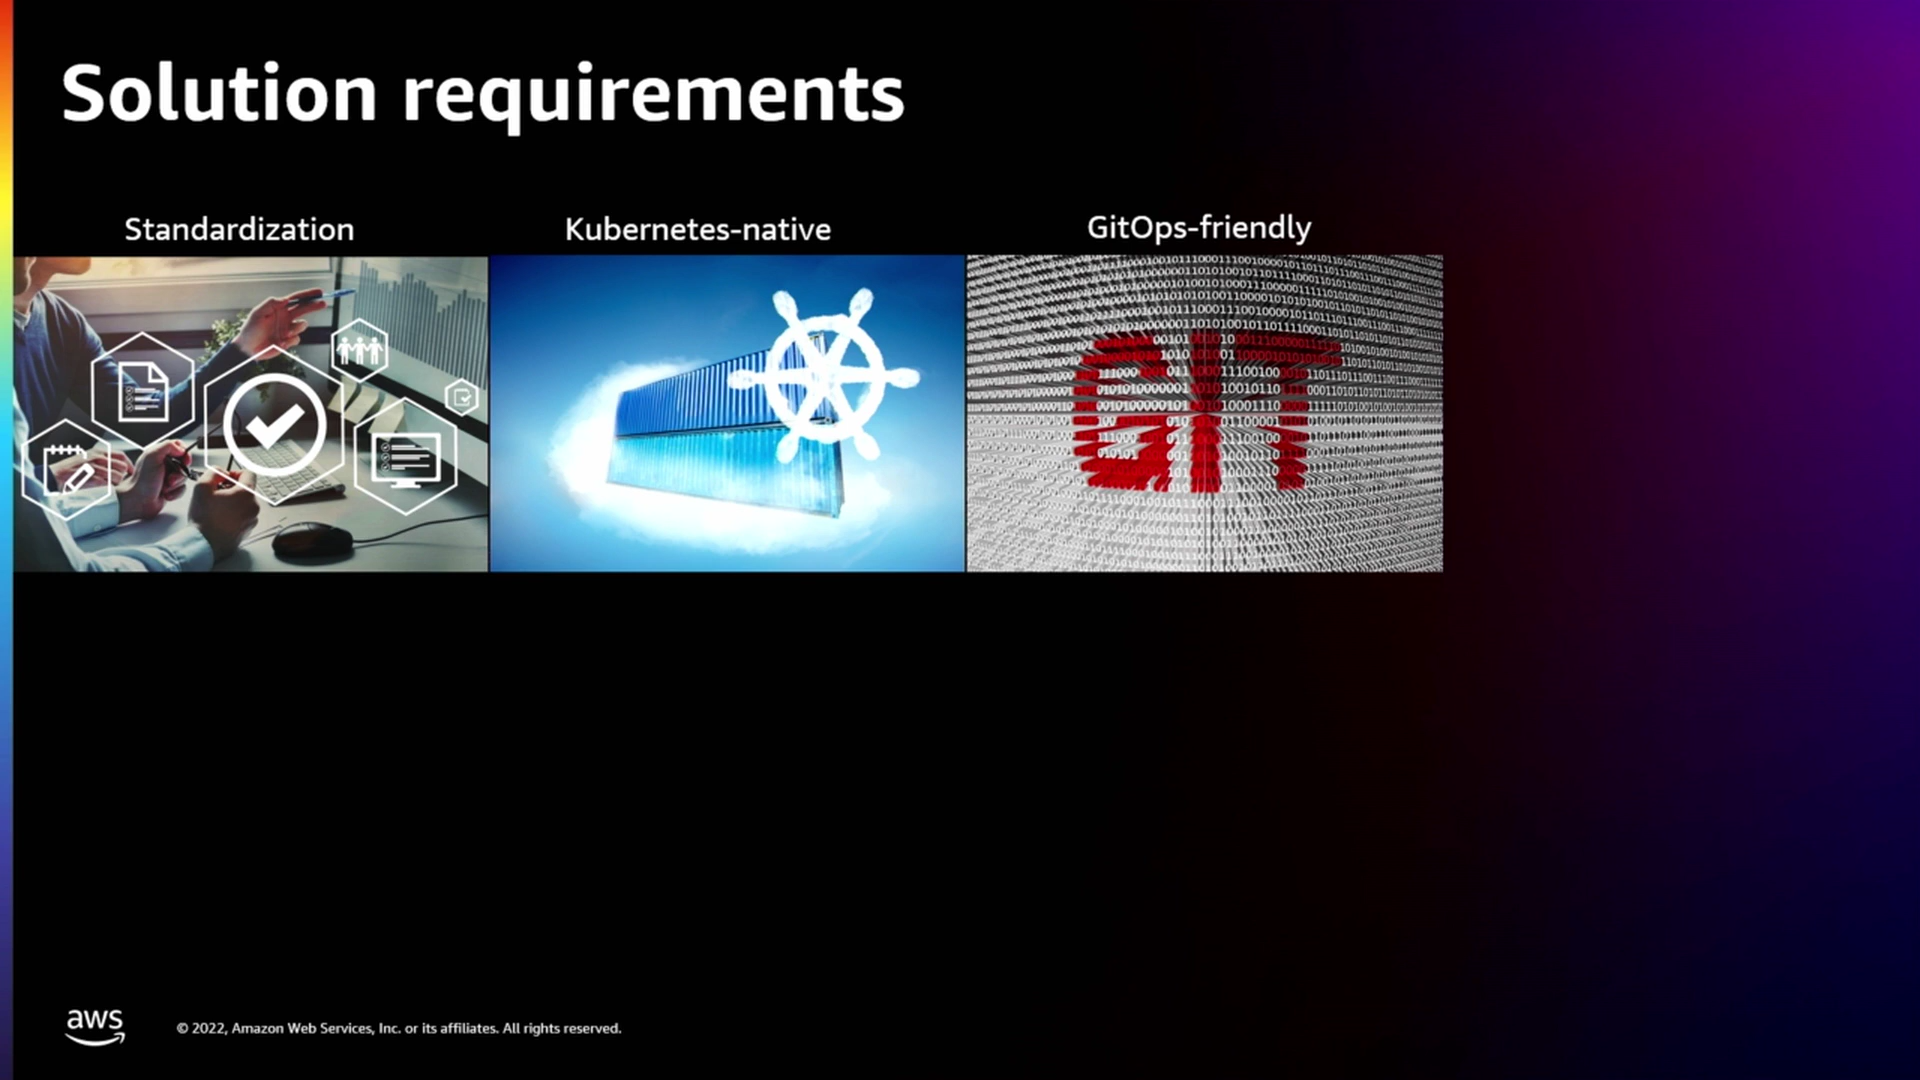 Solution requirements
Standardization
Kubernetes-native
GitOps-friendly
GIT
aws
© 2022, Amazon Web Services, Inc. or its affiliates. All rights reserved.